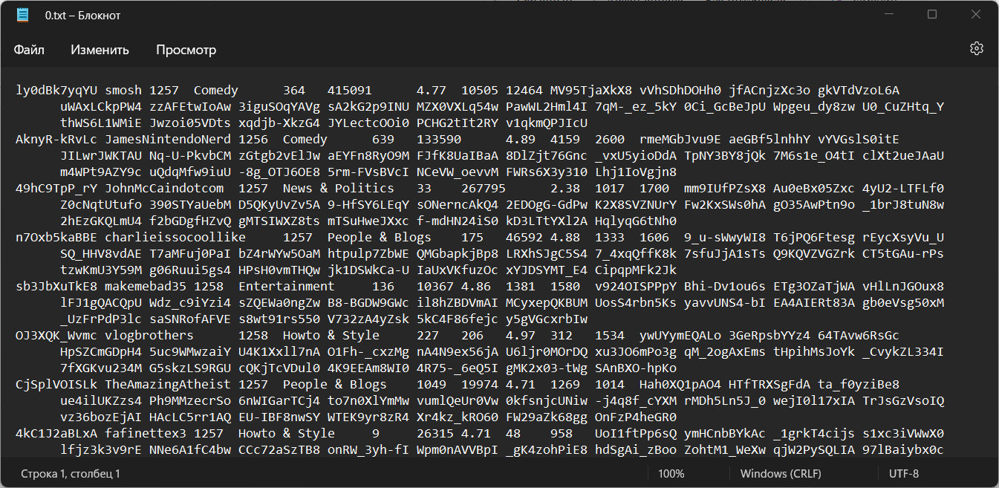 0.txt – Блокнот
Файл Изменить Просмотр
ly0dBk7yqYU smosh 1257 Comedy 364 415091 4.77 10505 12464 MV95TjaXkX8 vVhSDhDOHh0 jfACnjzXc3o gkVTdVzoL6A
uWAxLCkpPW4 zzAFEtwIoAw 3iguSOqYAVg sA2kG2p9INU MZX0VXLq54w PawWL2Hml4I 7qM-_ez_5kY 0Ci_GcBeJpU Wpgeu_dy8zw U0_CuZHtq_Y
thWS6L1WMiE Jwzoi05VDts xqdjb-XkzG4 JYLectcOOi0 PCHG2tIt2RY v1qkmQPJIcU
AknyR-kRvLc JamesNintendoNerd 1256 Comedy 639 133590 4.89 4159 2600 rmeMGbJvu9E aeGBf5lnhhY vYVGslS0itE
JILwrJWKTAU Nq-U-PkvbCM zGtgb2vElJw aEYFn8RyO9M FJfK8UaIBaA 8DlZjt76Gnc _vxU5yioDdA TpNY3BY8jQk 7M6s1e_O4tI clXt2ueJAaU
m4WPt9AZY9c uQdqMfw9iuU -8g_OTJ6OE8 5rm-FVsBVcI NCeVW_oevvM FWRs6X3y310 Lhj1IoVgjn8
49hC9TpP_rY JohnMcCaindotcom 1257 News & Politics 33 267795 2.38 1017 1700 mm9IUfPZsX8 Au0eBx05Zxc 4yU2-LTFLf0
Z0cNqtUtufo 390STYaUebM D5QKyUvZv5A 9-HfSY6LEqY sONerncAkQ4 2EDOgG-GdPw K2X8SVZNUrY Fw2KxSWs0hA gO35AwPtn9o _1brJ8tuN8w
2hEzGKQLmU4 f2bGDgfHZvQ gMTSIWXZ8ts mTSuHweJXxc f-mdHN24iS0 kD3LTtYXl2A HqlyqG6tNh0
n7Oxb5kaBBE charlieissocoollike 1257 People & Blogs 175 46592 4.88 1333 1606 9_u-sWwyWI8 T6jPQ6Ftesg rEycXsyVu_U
SQ_HHV8vdAE T7aMFuj0PaI bZ4rWYw5OaM htpulp7ZbWE QMGbapkjBp8 LRXhSJgC5S4 7_4xqQffK8k 7sfuJjA1sTs Q9KQVZVGZrk CT5tGAu-rPs
tzwKmU3Y59M g06Ruui5gs4 HPsH0vmTHQw jk1DSWkCa-U IaUxVKfuzOc xYJDSYMT_E4 CipqpMFk2Jk
sb3JbXuTkE8 makemebad35 1258 Entertainment 136 10367 4.86 1381 1580 v924OISPPpY Bhi-Dv1ou6s ETg3OZaTjWA vHlLnJGOux8
lFJ1gQACQpU Wdz_c9iYzi4 sZQEWa0ngZw B8-BGDW9GWc il8hZBDVmAI MCyxepQKBUM UosS4rbn5Ks yavvUNS4-bI EA4AIERt83A gb0eVsg50xM
_UzFrPdP3lc saSNRofAFVE s8wt91rs550 V732zA4yZsk 5kC4F86fejc y5gVGcxrbIw
OJ3XQK_Wvmc vlogbrothers 1258 Howto & Style 227 206 4.97 312 1534 ywUYymEQALo 3GeRpsbYYz4 64TAvw6RsGc
HpSZCmGDpH4 5uc9WMwzaiY U4K1Xxll7nA O1Fh-_cxzMg nA4N9ex56jA U6ljr0MOrDQ xu3JO6mPo3g qM_2ogAxEms tHpihMsJoYk _CvykZL334I
7fXGKvu234M G5skzLS9RGU cQKjTcVDul0 4K9EEAm8WI0 4R75-_6eQ5I gMK2x03-tWg SAnBXO-hpKo
CjSplVOISLk TheAmazingAtheist 1257 People & Blogs 1049 19974 4.71 1269 1014 Hah0XQ1pAO4 HTfTRXSgFdA ta_f0yziBe8
ue4ilUKZzs4 Ph9MMzecrSo 6nWIGarTCj4 to7n0XlYmMw vumlQeUr0Vw 0kfsnjcUNiw -j4q8f_cYXM rMDh5Ln5J_0 wejI0l17xIA TrJsGzVsoIQ
vz36bozEjAI HAcLC5rr1AQ EU-IBF8nwSY WTEK9yr8zR4 Xr4kz_kRO60 FW29aZk68gg OnFzP4heGR0
4kC1J2aBLxA fafinettex3 1257 Howto & Style 9 26315 4.71 48 958 UoI1ftPp6sQ ymHCnbBYkAc _1grkT4cijs s1xc3iVWwX0
lfjz3k3v9rE NNe6A1fC4bw CCc72aSzTB8 onRW_3yh-fI Wpm0nAVVBpI _gK4zohPiE8 hdSgAi_zBoo ZohtM1_WeXw qjW2PySQLIA 97lBaiybx0c
Строка 1, столбец 1 100% Windows (CRLF) UTF-8